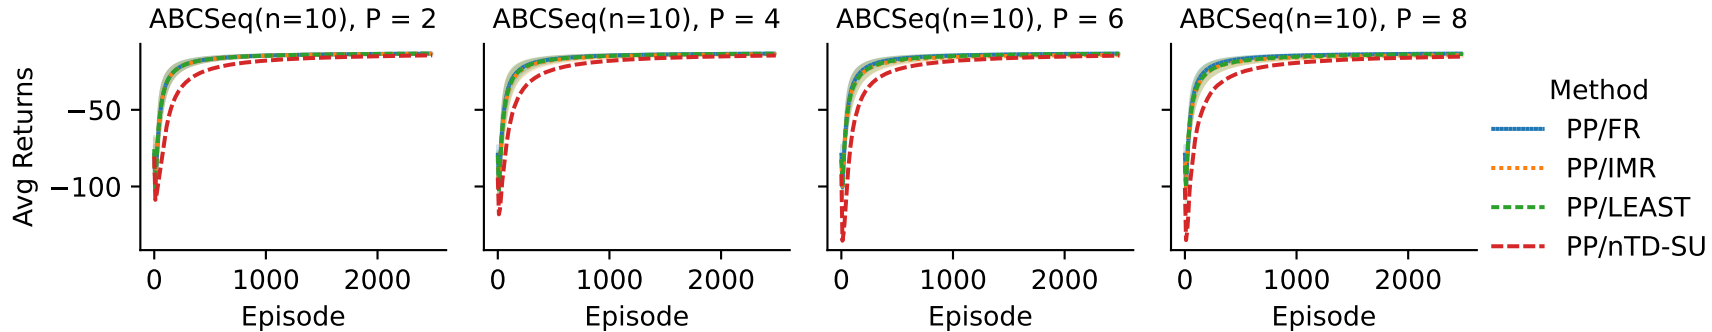 ABCSeq(n=10), P = 2
ABCSeq(n=10), P = 4
ABCSeq(n=10), P = 6
ABCSeq(n=10), P = 8
Avg Returns
−50
−100
0 1000 2000
0 1000 2000
0 1000 2000
0 1000 2000
Episode
Episode
Episode
Episode
Method
PP/FR
PP/IMR
PP/LEAST
PP/nTD-SU